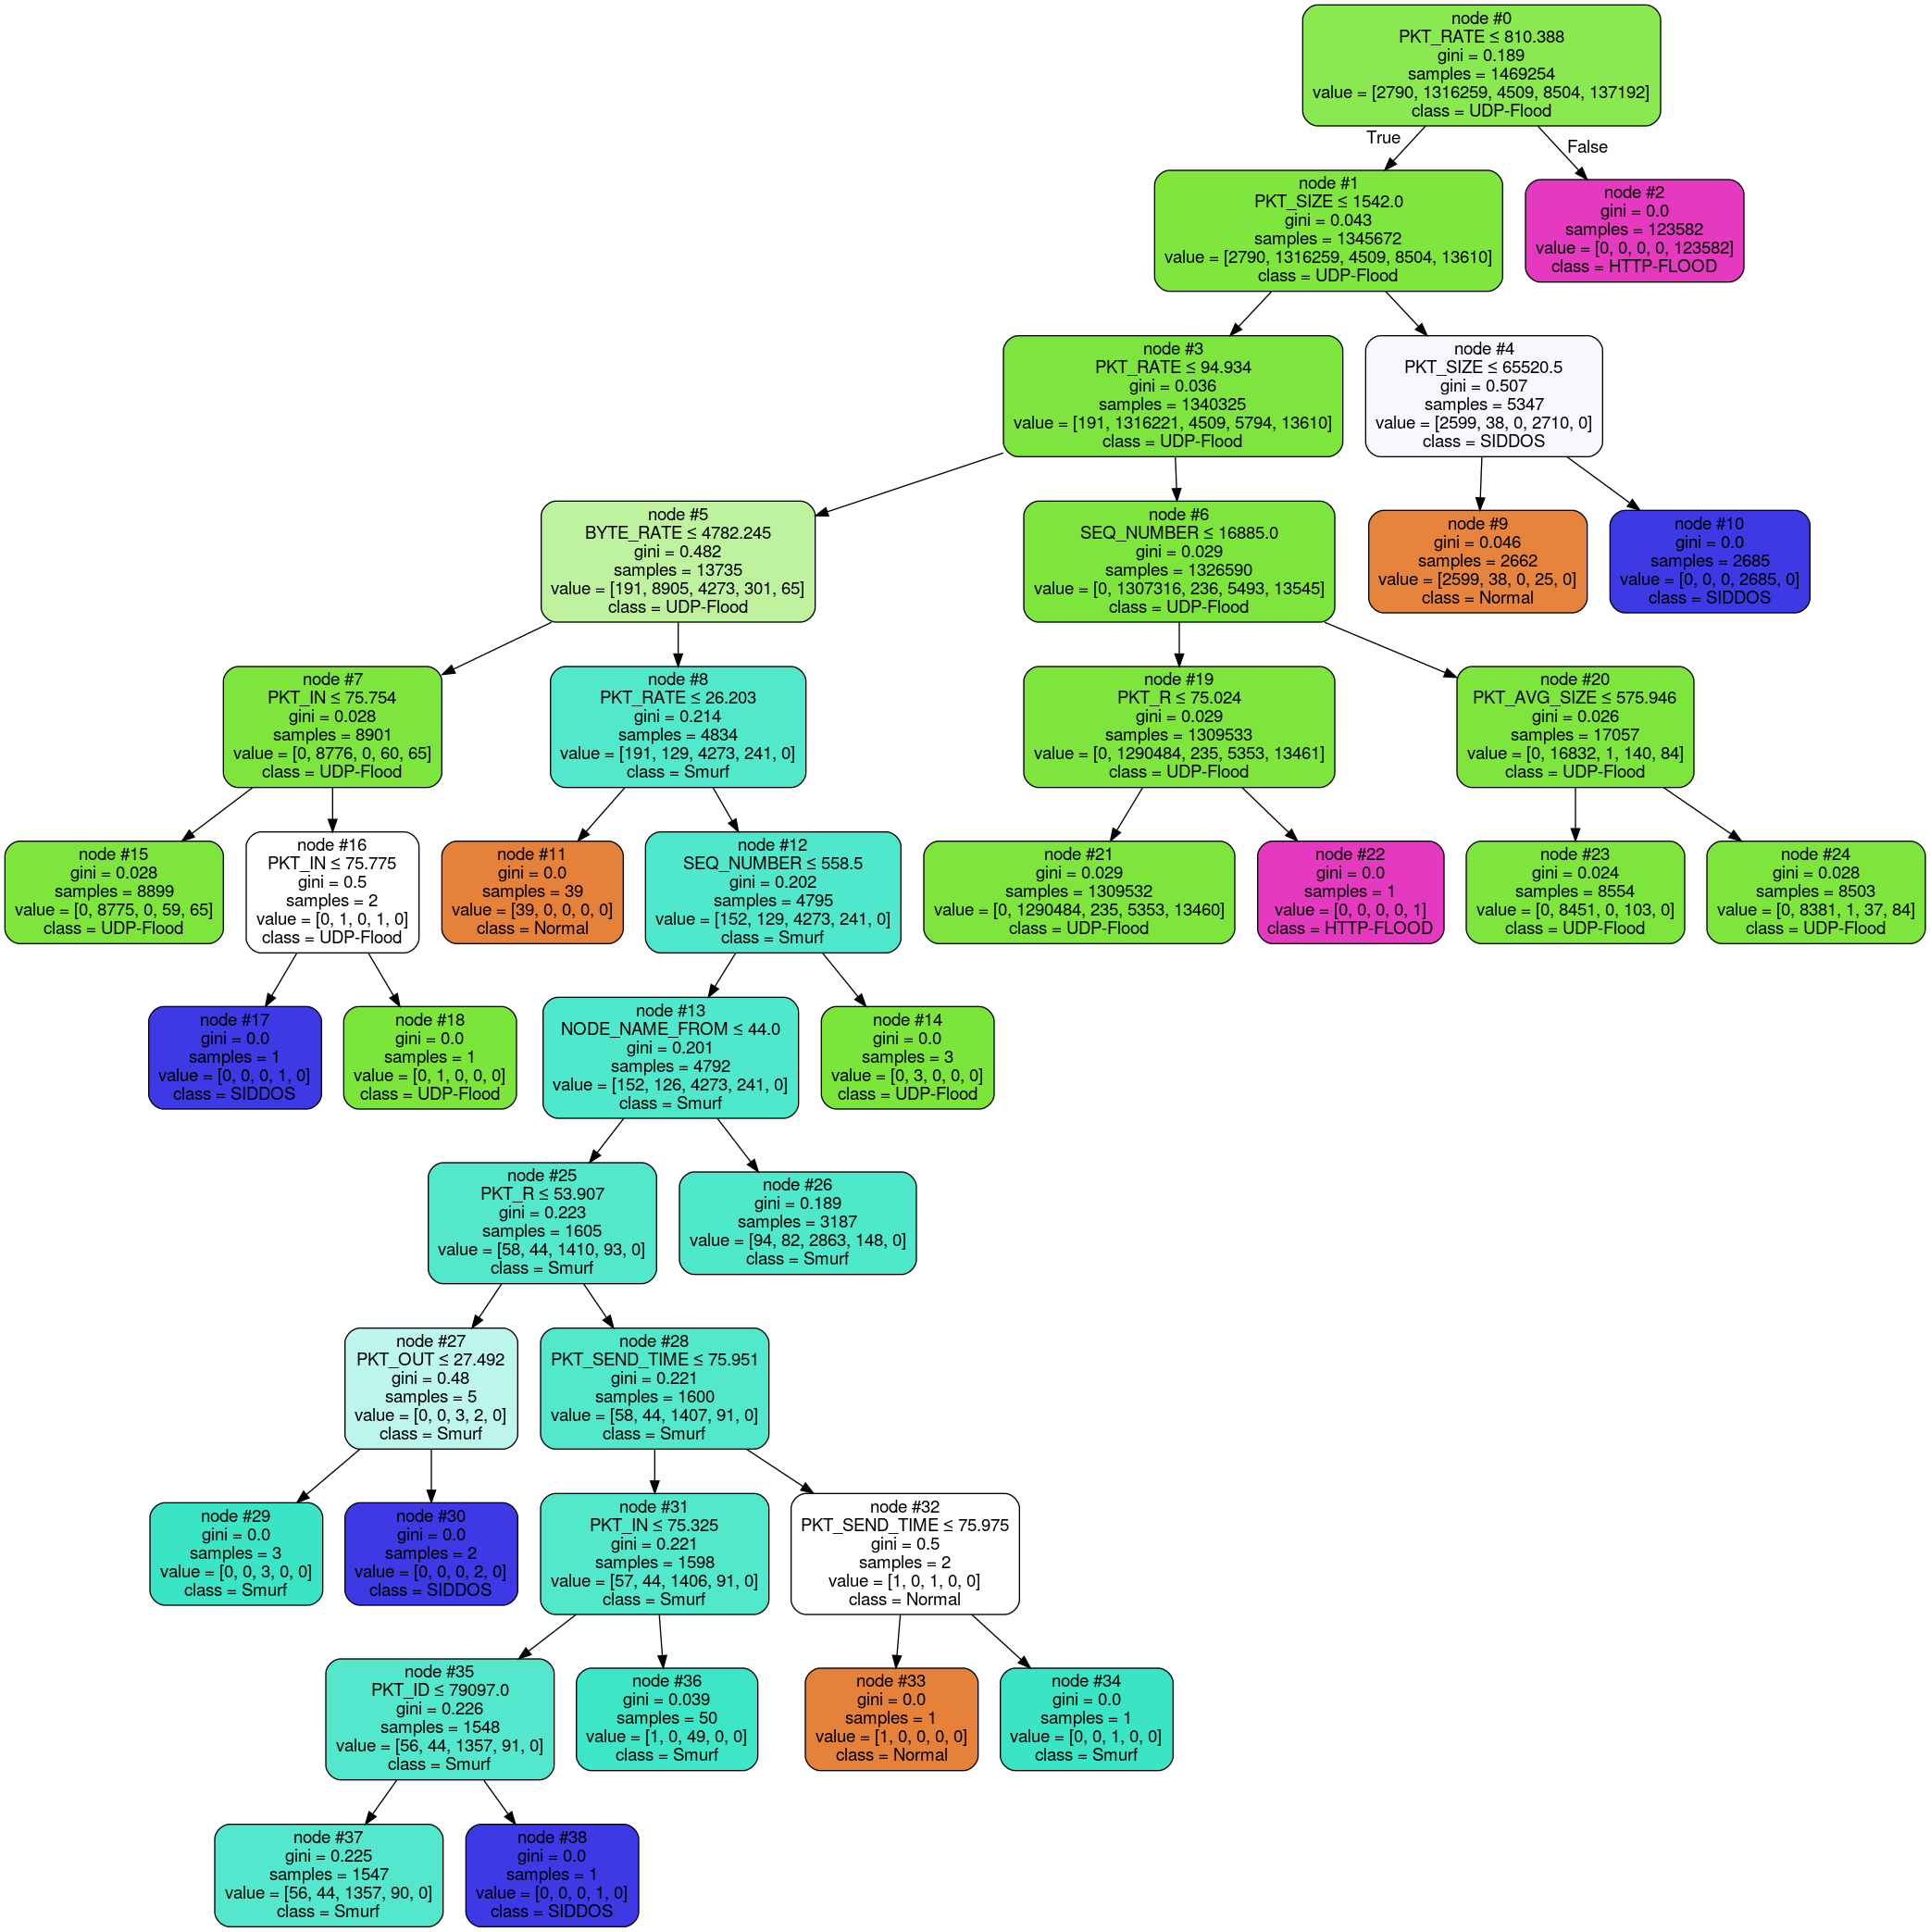 node #0
PKT_RATE ≤ 810.388
gini = 0.189
samples = 1469254
value = [2790, 1316259, 4509, 8504, 137192]
class = UDP-Flood
True
False
node #1
PKT_SIZE ≤ 1542.0
gini = 0.043
samples = 1345672
value = [2790, 1316259, 4509, 8504, 13610]
class = UDP-Flood
node #2
gini = 0.0
samples = 123582
value = [0, 0, 0, 0, 123582]
class = HTTP-FLOOD
node #3
PKT_RATE ≤ 94.934
gini = 0.036
samples = 1340325
value = [191, 1316221, 4509, 5794, 13610]
class = UDP-Flood
node #4
PKT_SIZE ≤ 65520.5
gini = 0.507
samples = 5347
value = [2599, 38, 0, 2710, 0]
class = SIDDOS
node #5
BYTE_RATE ≤ 4782.245
gini = 0.482
samples = 13735
value = [191, 8905, 4273, 301, 65]
class = UDP-Flood
node #6
SEQ_NUMBER ≤ 16885.0
gini = 0.029
samples = 1326590
value = [0, 1307316, 236, 5493, 13545]
class = UDP-Flood
node #9
gini = 0.046
samples = 2662
value = [2599, 38, 0, 25, 0]
class = Normal
node #10
gini = 0.0
samples = 2685
value = [0, 0, 0, 2685, 0]
class = SIDDOS
node #7
PKT_IN ≤ 75.754
gini = 0.028
samples = 8901
value = [0, 8776, 0, 60, 65]
class = UDP-Flood
node #8
PKT_RATE ≤ 26.203
gini = 0.214
samples = 4834
value = [191, 129, 4273, 241, 0]
class = Smurf
node #19
PKT_R ≤ 75.024
gini = 0.029
samples = 1309533
value = [0, 1290484, 235, 5353, 13461]
class = UDP-Flood
node #20
PKT_AVG_SIZE ≤ 575.946
gini = 0.026
samples = 17057
value = [0, 16832, 1, 140, 84]
class = UDP-Flood
node #15
gini = 0.028
samples = 8899
value = [0, 8775, 0, 59, 65]
class = UDP-Flood
node #16
PKT_IN ≤ 75.775
gini = 0.5
samples = 2
value = [0, 1, 0, 1, 0]
class = UDP-Flood
node #11
gini = 0.0
samples = 39
value = [39, 0, 0, 0, 0]
class = Normal
node #12
SEQ_NUMBER ≤ 558.5
gini = 0.202
samples = 4795
value = [152, 129, 4273, 241, 0]
class = Smurf
node #21
gini = 0.029
samples = 1309532
value = [0, 1290484, 235, 5353, 13460]
class = UDP-Flood
node #22
gini = 0.0
samples = 1
value = [0, 0, 0, 0, 1]
class = HTTP-FLOOD
node #23
gini = 0.024
samples = 8554
value = [0, 8451, 0, 103, 0]
class = UDP-Flood
node #24
gini = 0.028
samples = 8503
value = [0, 8381, 1, 37, 84]
class = UDP-Flood
node #17
gini = 0.0
samples = 1
value = [0, 0, 0, 1, 0]
class = SIDDOS
node #18
gini = 0.0
samples = 1
value = [0, 1, 0, 0, 0]
class = UDP-Flood
node #13
NODE_NAME_FROM ≤ 44.0
gini = 0.201
samples = 4792
value = [152, 126, 4273, 241, 0]
class = Smurf
node #14
gini = 0.0
samples = 3
value = [0, 3, 0, 0, 0]
class = UDP-Flood
node #25
PKT_R ≤ 53.907
gini = 0.223
samples = 1605
value = [58, 44, 1410, 93, 0]
class = Smurf
node #26
gini = 0.189
samples = 3187
value = [94, 82, 2863, 148, 0]
class = Smurf
node #27
PKT_OUT ≤ 27.492
gini = 0.48
samples = 5
value = [0, 0, 3, 2, 0]
class = Smurf
node #28
PKT_SEND_TIME ≤ 75.951
gini = 0.221
samples = 1600
value = [58, 44, 1407, 91, 0]
class = Smurf
node #29
gini = 0.0
samples = 3
value = [0, 0, 3, 0, 0]
class = Smurf
node #30
gini = 0.0
samples = 2
value = [0, 0, 0, 2, 0]
class = SIDDOS
node #31
PKT_IN ≤ 75.325
gini = 0.221
samples = 1598
value = [57, 44, 1406, 91, 0]
class = Smurf
node #32
PKT_SEND_TIME ≤ 75.975
gini = 0.5
samples = 2
value = [1, 0, 1, 0, 0]
class = Normal
node #35
PKT_ID ≤ 79097.0
gini = 0.226
samples = 1548
value = [56, 44, 1357, 91, 0]
class = Smurf
node #36
gini = 0.039
samples = 50
value = [1, 0, 49, 0, 0]
class = Smurf
node #33
gini = 0.0
samples = 1
value = [1, 0, 0, 0, 0]
class = Normal
node #34
gini = 0.0
samples = 1
value = [0, 0, 1, 0, 0]
class = Smurf
node #37
gini = 0.225
samples = 1547
value = [56, 44, 1357, 90, 0]
class = Smurf
node #38
gini = 0.0
samples = 1
value = [0, 0, 0, 1, 0]
class = SIDDOS